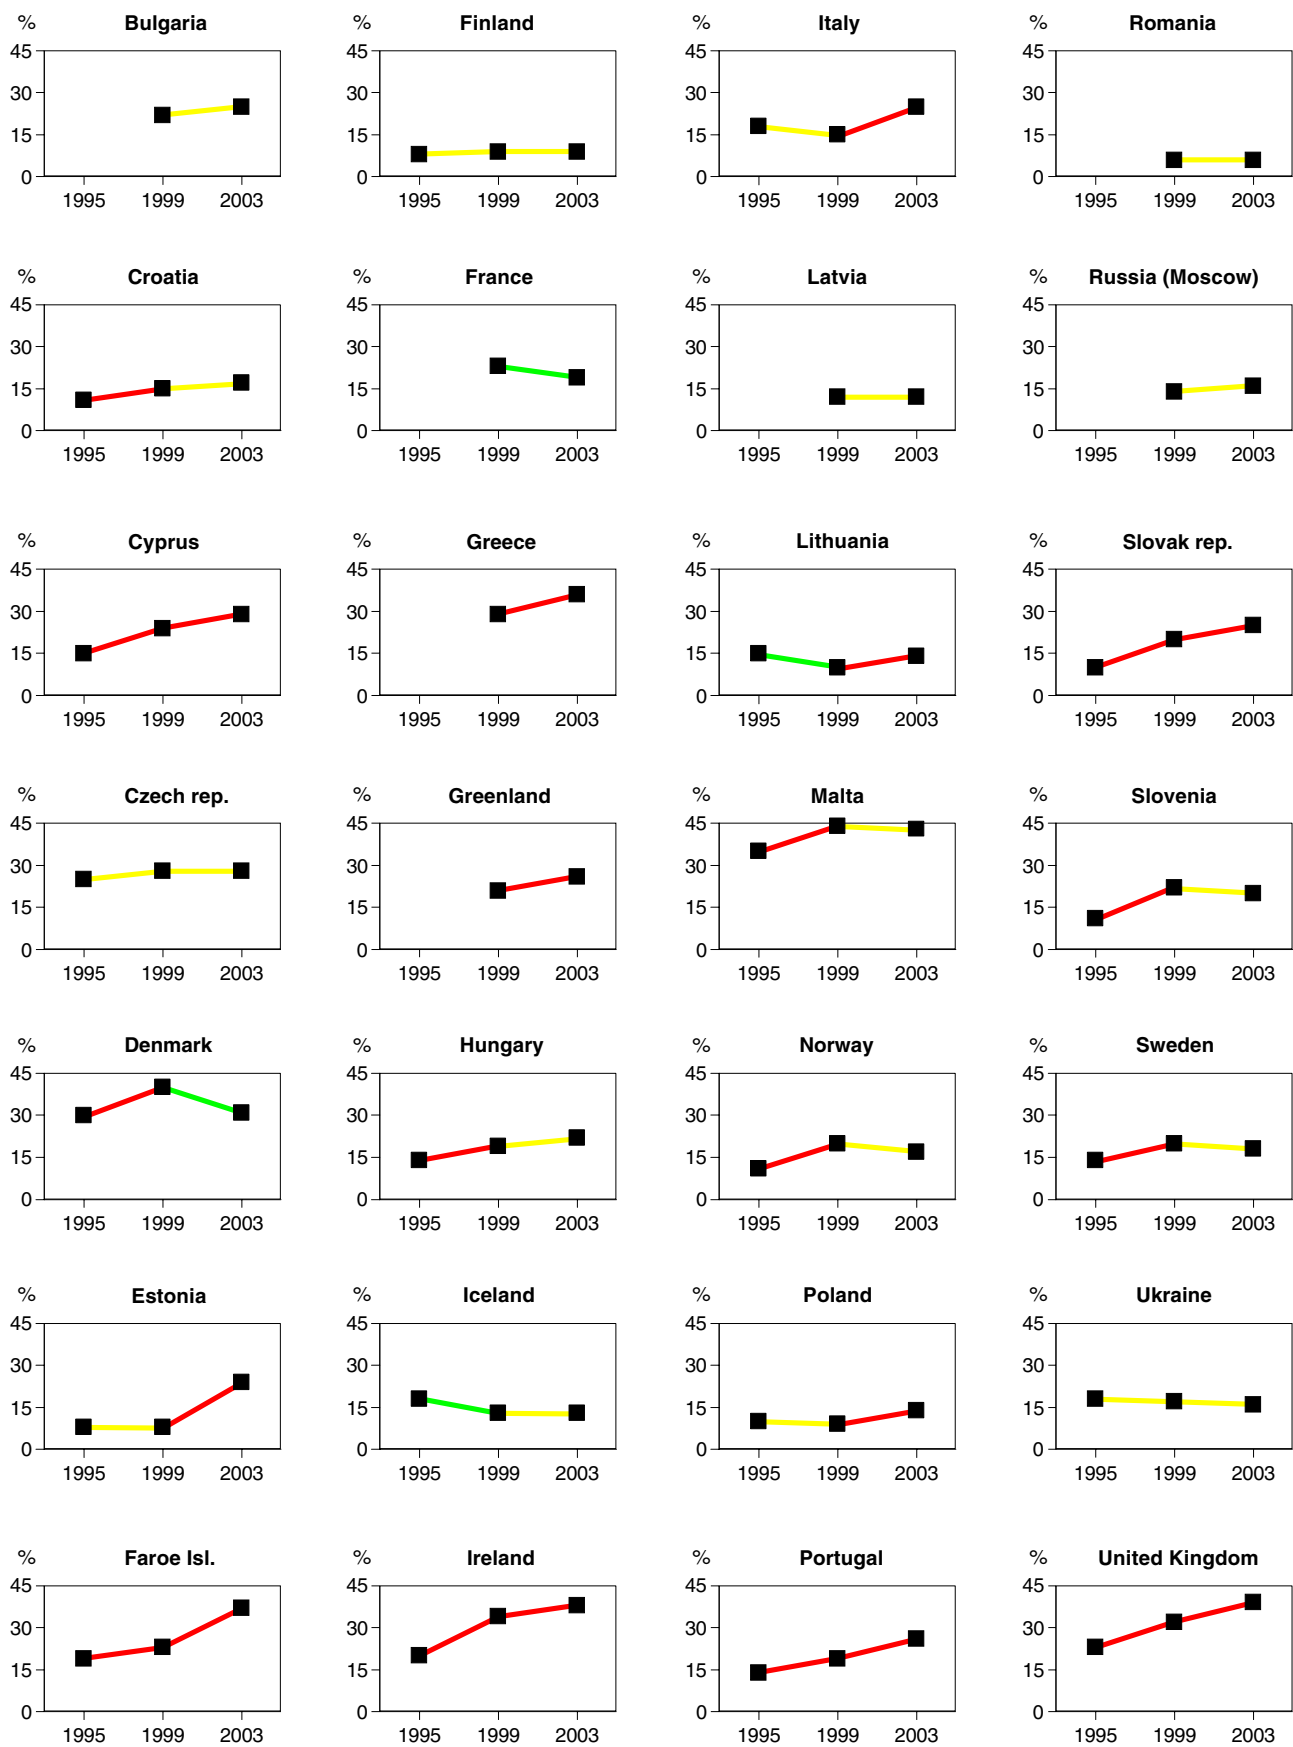 % Bulgaria % Finland % Italy % Romania
45 45 45 45
30 30 30 30
15 15 15 15
0 0 0 0
1995 1999 2003 1995 1999 2003 1995 1999 2003 1995 1999 2003
% Croatia % France % Latvia % Russia (Moscow)
45 45 45 45
30 30 30 30
15 15 15 15
0 0 0 0
1995 1999 2003 1995 1999 2003 1995 1999 2003 1995 1999 2003
% Cyprus % Greece % Lithuania % Slovak rep.
45 45 45 45
30 30 30 30
15 15 15 15
0 0 0 0
1995 1999 2003 1995 1999 2003 1995 1999 2003 1995 1999 2003
% Czech rep. % Greenland % Malta % Slovenia
45 45 45 45
30 30 30 30
15 15 15 15
0 0 0 0
1995 1999 2003 1995 1999 2003 1995 1999 2003 1995 1999 2003
% Denmark % Hungary % Norway % Sweden
45 45 45 45
30 30 30 30
15 15 15 15
0 0 0 0
1995 1999 2003 1995 1999 2003 1995 1999 2003 1995 1999 2003
% Estonia % Iceland % Poland % Ukraine
45 45 45 45
30 30 30 30
15 15 15 15
0 0 0 0
1995 1999 2003 1995 1999 2003 1995 1999 2003 1995 1999 2003
% Faroe Isl. % Ireland % Portugal % United Kingdom
45 45 45 45
30 30 30 30
15 15 15 15
0 0 0 0
1995 1999 2003 1995 1999 2003 1995 1999 2003 1995 1999 2003